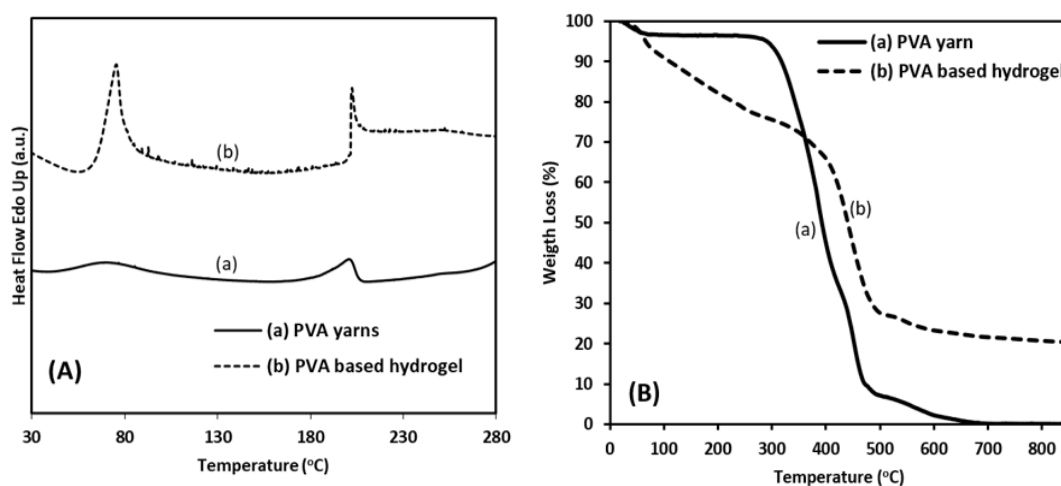 Heat Flow Edo Up (a.u.)
(b)
(a)
(a) PVA yarns
(b) PVA based hydrogel
(A)
30 80 130 180 230 280
Temperature (°C)
Weigth Loss (%)
100
90
80
70
60
50
40
30
20
10
0
(a) PVA yarn
(b) PVA based hydrogel
(b)
(a)
(B)
0 100 200 300 400 500 600 700 800
Temperature (°C)